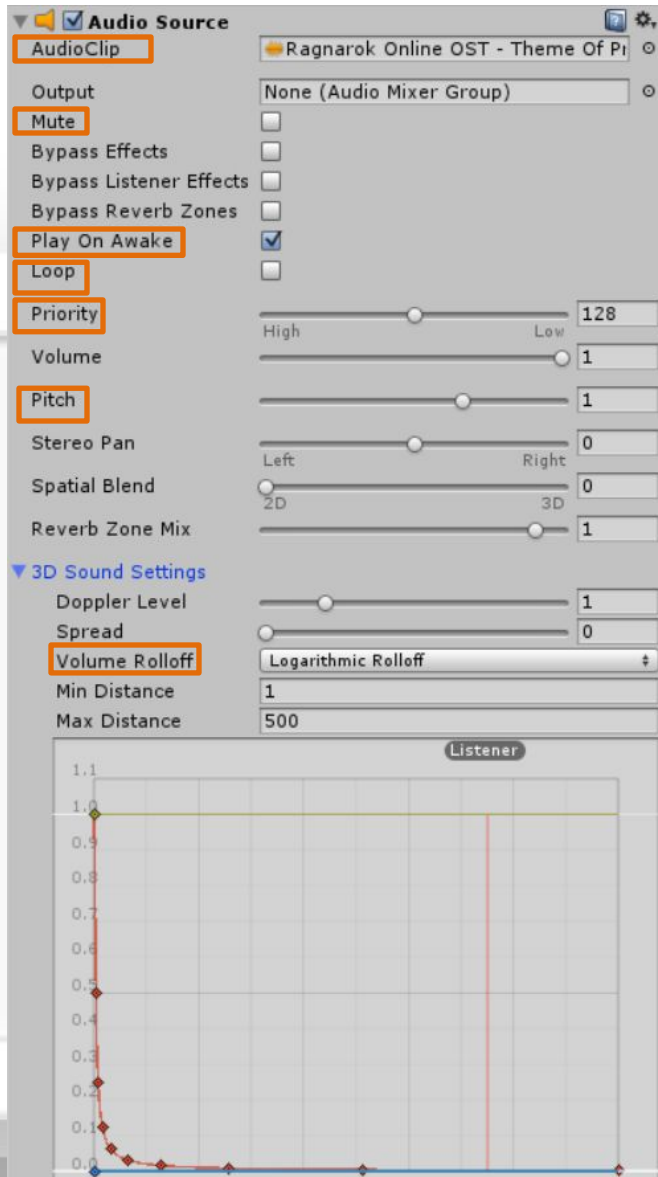 Audio Source
AudioClip Ragnarok Online OST - Theme Of Pr
Output None (Audio Mixer Group)
Mute
Bypass Effects
Bypass Listener Effects
Bypass Reverb Zones
Play On Awake
Loop
Priority 128
High Low
Volume 1
Pitch 1
Stereo Pan 0
Left Right
Spatial Blend 0
2D 3D
Reverb Zone Mix 1
3D Sound Settings
Doppler Level 1
Spread 0
Volume Rolloff Logarithmic Rolloff
Min Distance 1
Max Distance 500
Listener
1.1
1.0
0.9
0.8
0.7
0.6
0.5
0.4
0.3
0.2
0.1
0.0